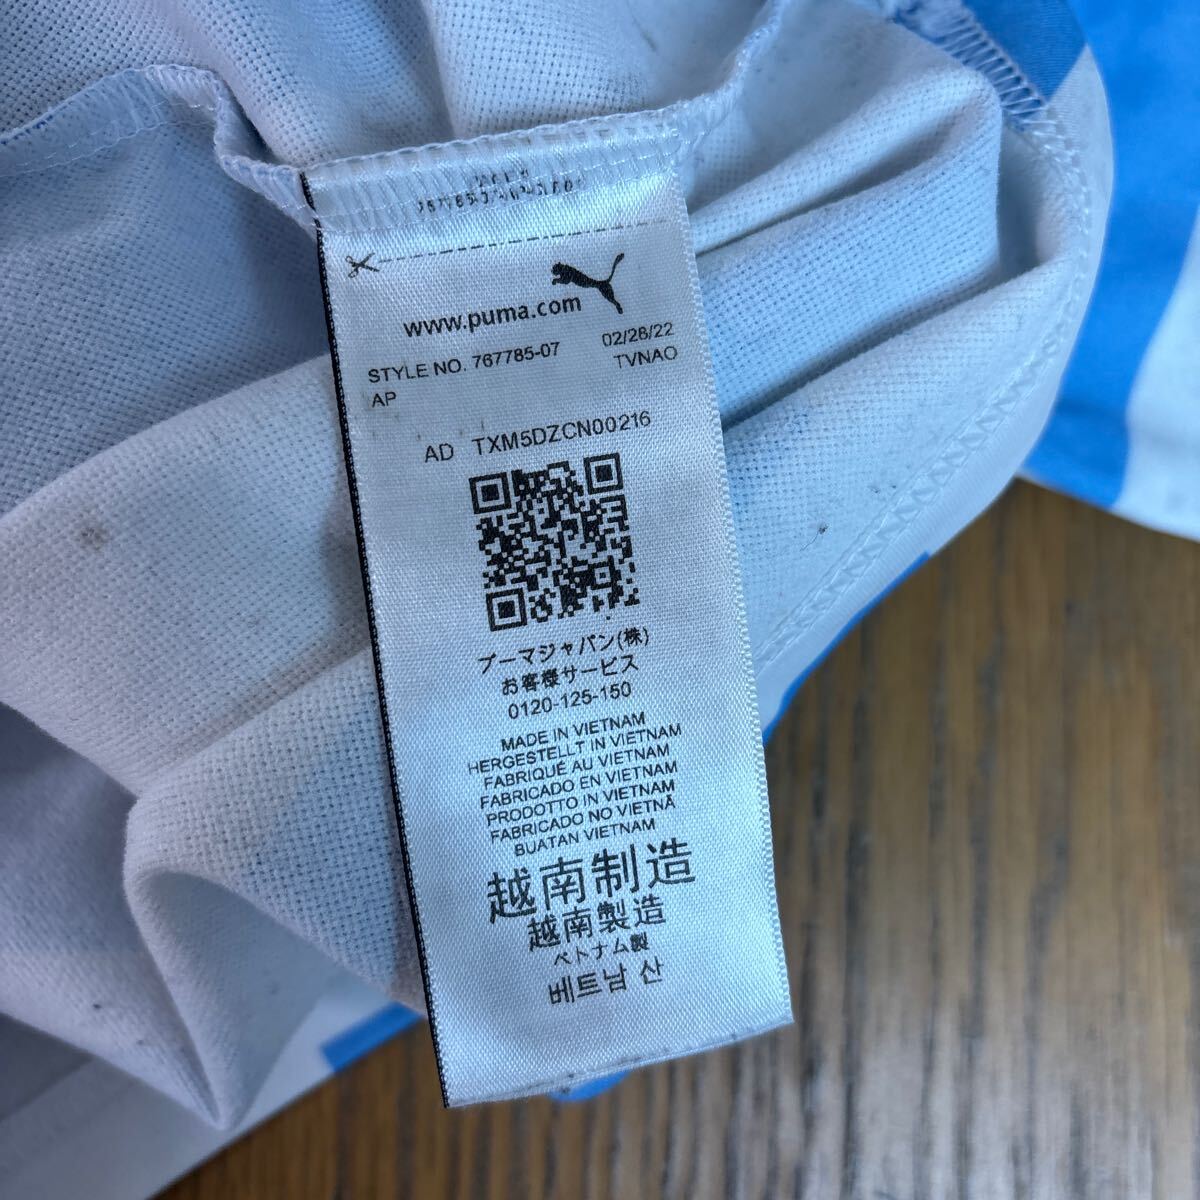 www.puma.com
STYLE NO. 767785-07 02/28/22
AP TVNAO
AD TXM5DZCN00216
プーマジャパン(株)
お客様サービス
0120-125-150
MADE IN VIETNAM
HERGESTELLT IN VIETNAM
FABRIQUÉ AU VIETNAM
FABRICADO EN VIETNAM
PRODOTTO IN VIETNAM
FABRICADO NO VIETNÃ
BUATAN VIETNAM
越南制造
越南製造
ベトナム製
베트남 산